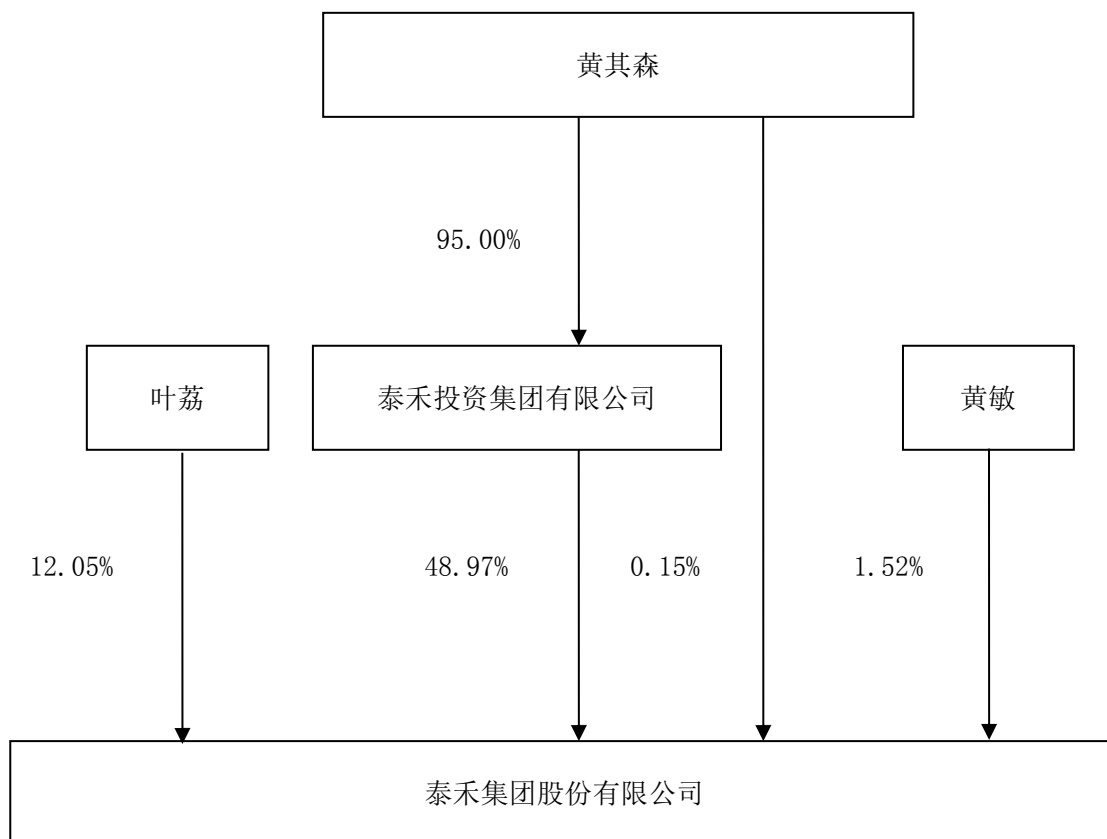 黄其森
95.00%
叶荔
泰禾投资集团有限公司
黄敏
12.05%
48.97%
0.15%
1.52%
泰禾集团股份有限公司